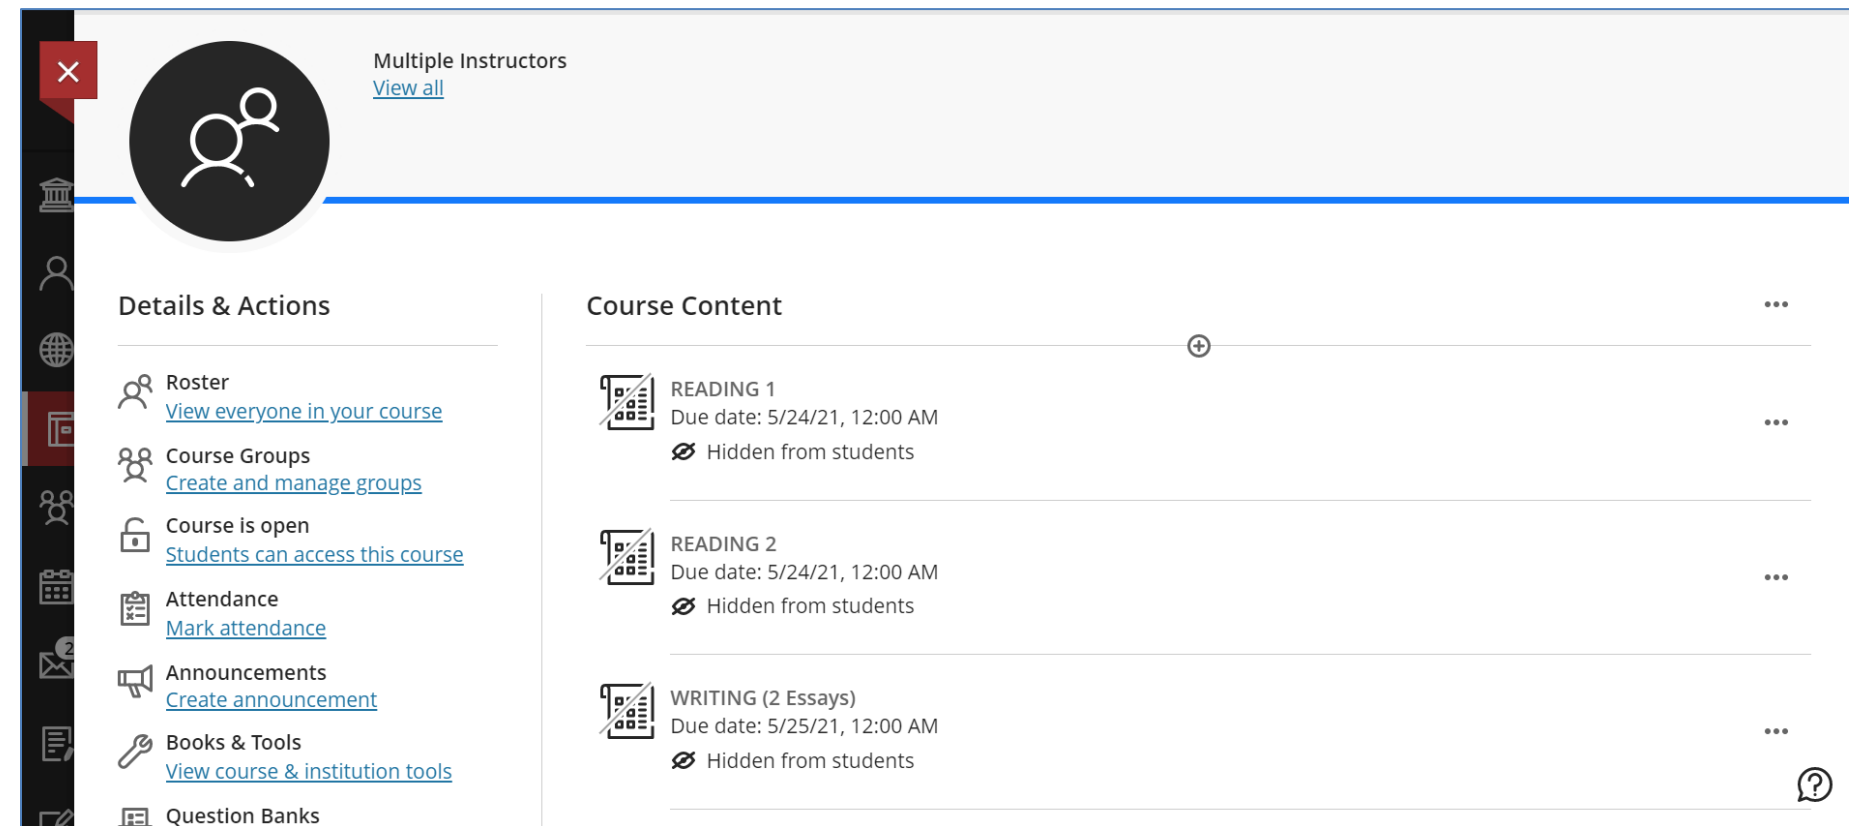 Multiple Instructors
View all
2
Details & Actions
Roster
View everyone in your course
Course Groups
Create and manage groups
Course is open
Students can access this course
Attendance
Mark attendance
Announcements
Create announcement
Books & Tools
View course & institution tools
Question Banks
Course Content
READING 1
Due date: 5/24/21, 12:00 AM
Hidden from students
READING 2
Due date: 5/24/21, 12:00 AM
Hidden from students
WRITING (2 Essays)
Due date: 5/25/21, 12:00 AM
Hidden from students